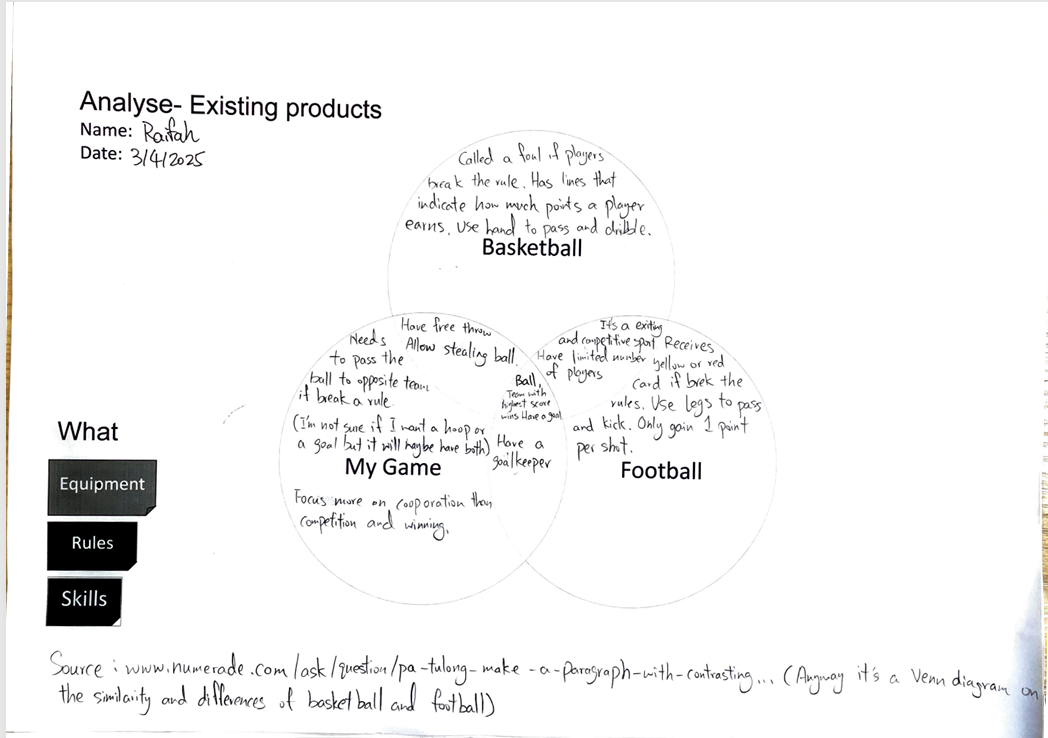 Analyse- Existing products
Name: Raifah
Date: 3/4/2025
Called a foul if players
break the rule. Has lines that
indicate how much points a player
earns. Use hand to pass and dribble.
Basketball
Have free throw
Allow stealing ball.
Needs
to pass the
ball to opposite team
if break a rule.
(I'm not sure if I want a hoop or
a goal but it will maybe have both)
My Game
Focus more on cooporation than
competition and winning.
Ball,
Team with
highest score
wins Have a goal
Have a
goalkeeper
It's a exiting
and competitive sport
Have limited number
of players
Receives
yellow or red
card if brek the
rules. Use legs to pass
and kick. Only gain 1 point
per shot.
Football
What
Equipment
Rules
Skills
Source : www.numerade.com/ask/question/pa-tulong-make-a-paragraph-with-contrasting... (Anyway it's a Venn diagram on
the similarity and differences of basketball and football)